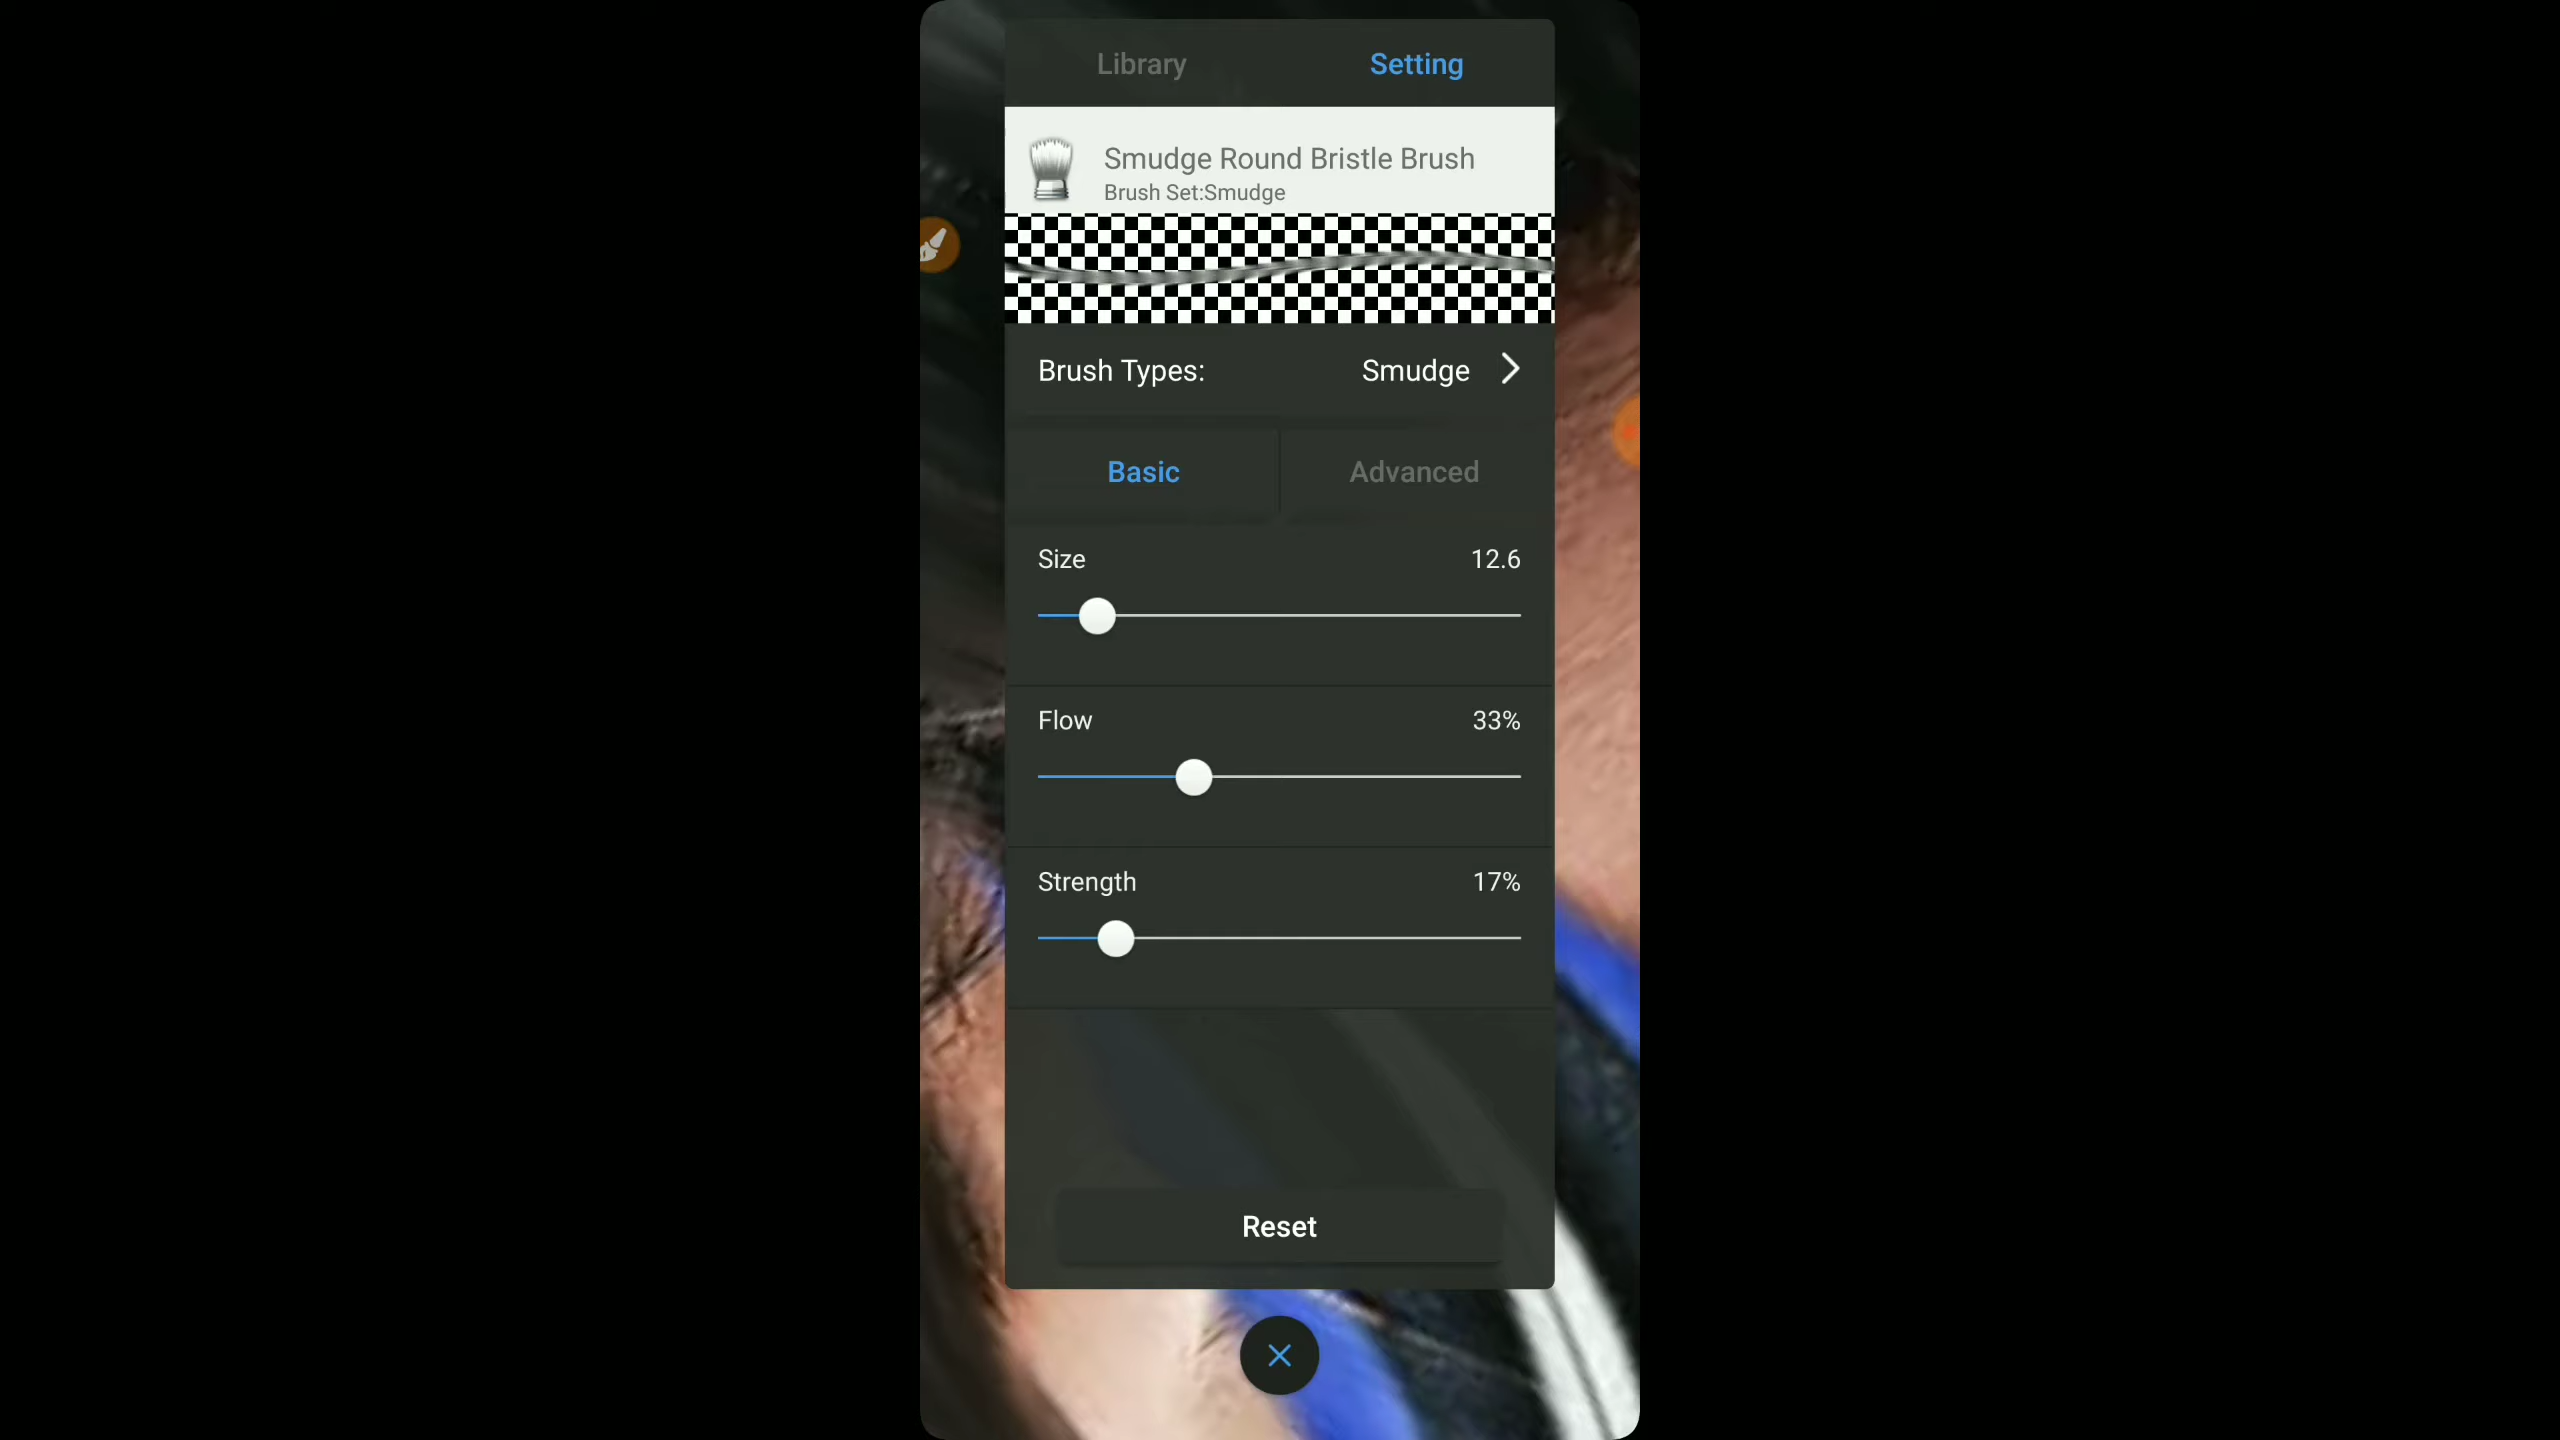 Library Setting
Smudge Round Bristle Brush
Brush Set:Smudge
Brush Types: Smudge
Basic Advanced
Size 12.6
Flow 33%
Strength 17%
Reset